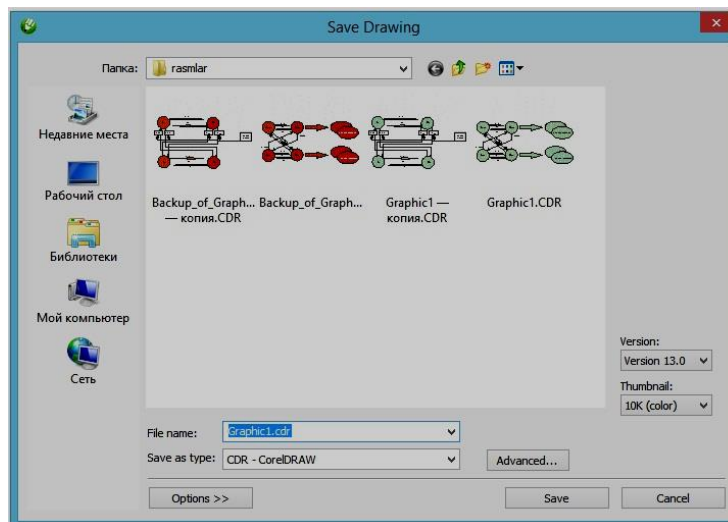 Save Drawing
Папка:
rasmlar
Недавние места
Рабочий стол
Библиотеки
Мой компьютер
Сеть
Backup_of_Graph...
— копия.CDR
Backup_of_Graph...
Graphic1 —
копия.CDR
Graphic1.CDR
Version:
Version 13.0
Thumbnail:
10K (color)
File name:
Graphic1.cdr
Save as type:
CDR - CorelDRAW
Advanced...
Options >>
Save
Cancel